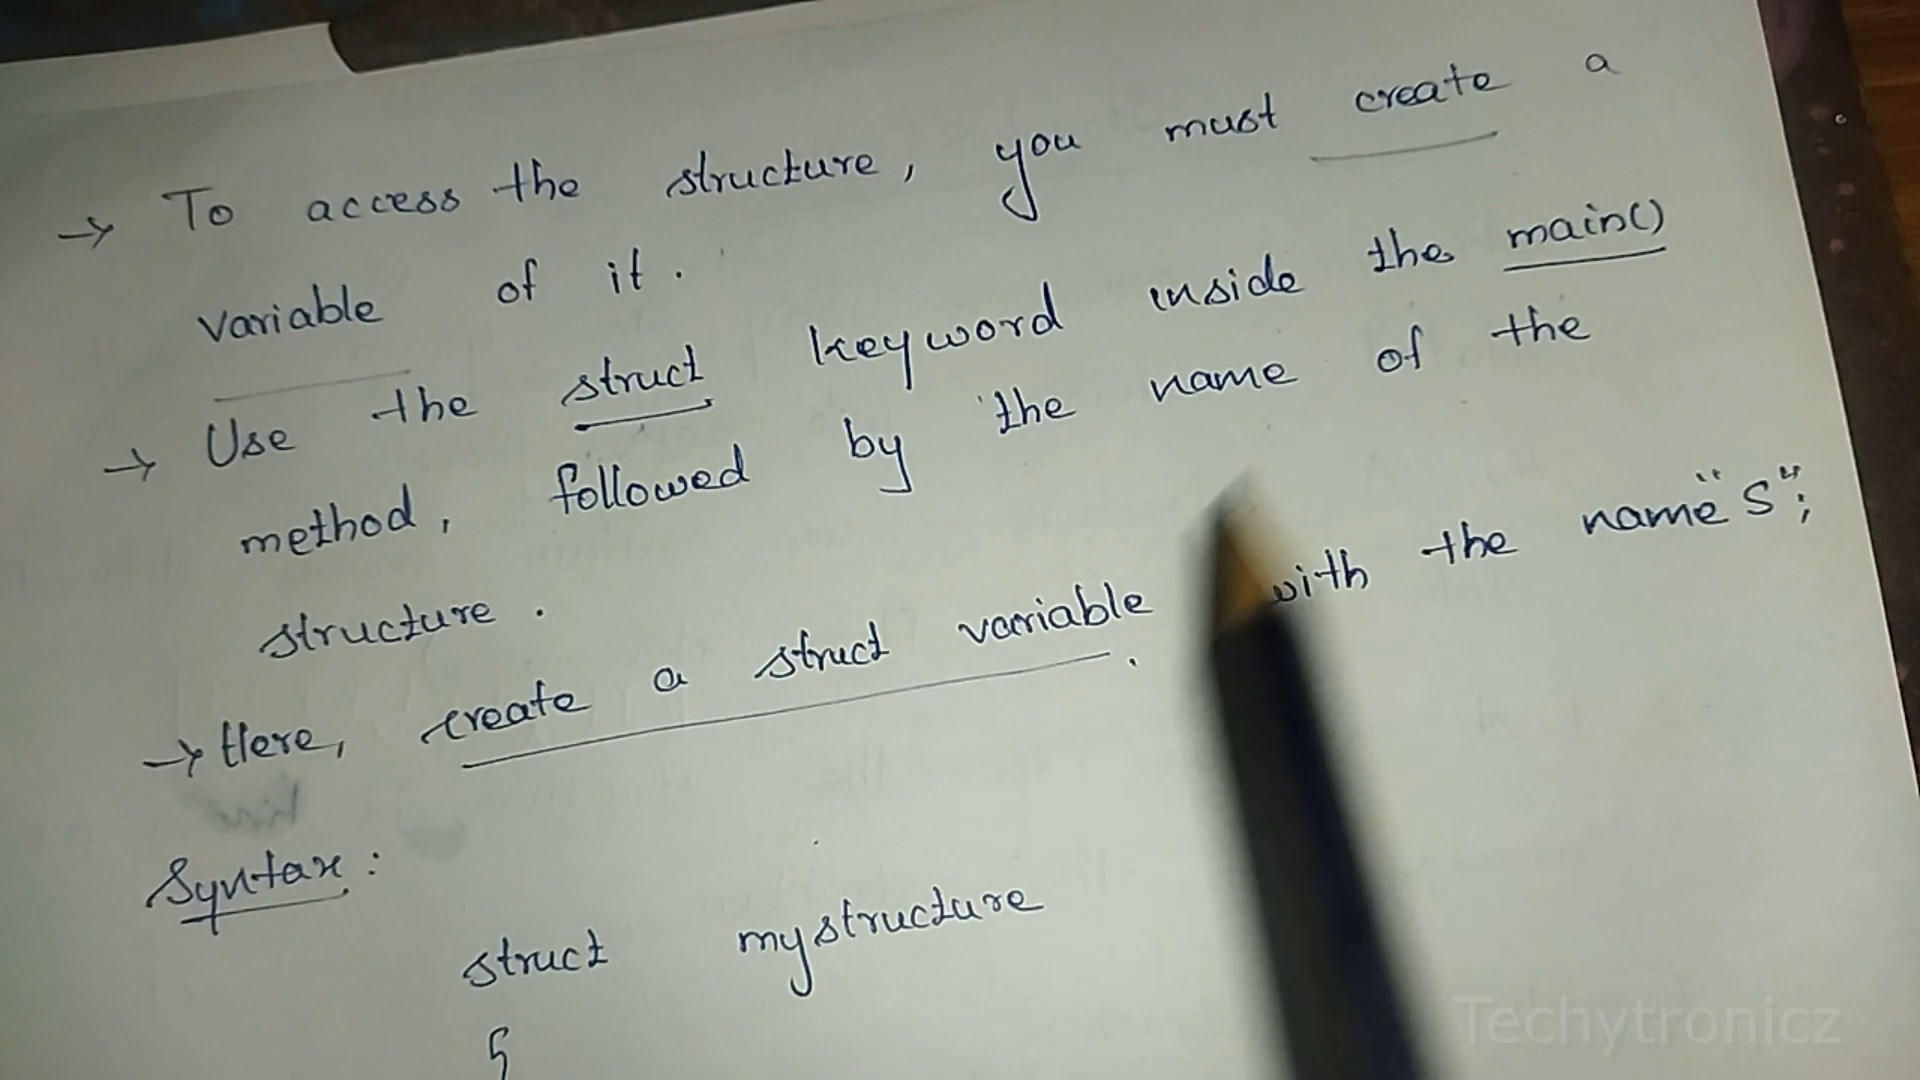 → To access the structure, you must create a
variable of it.
→ Use the struct keyword inside the main()
method, followed by the name of the
structure.
→ Here, create a struct variable with the name "S";
Syntax:
struct mystructure
{
Techytronicz